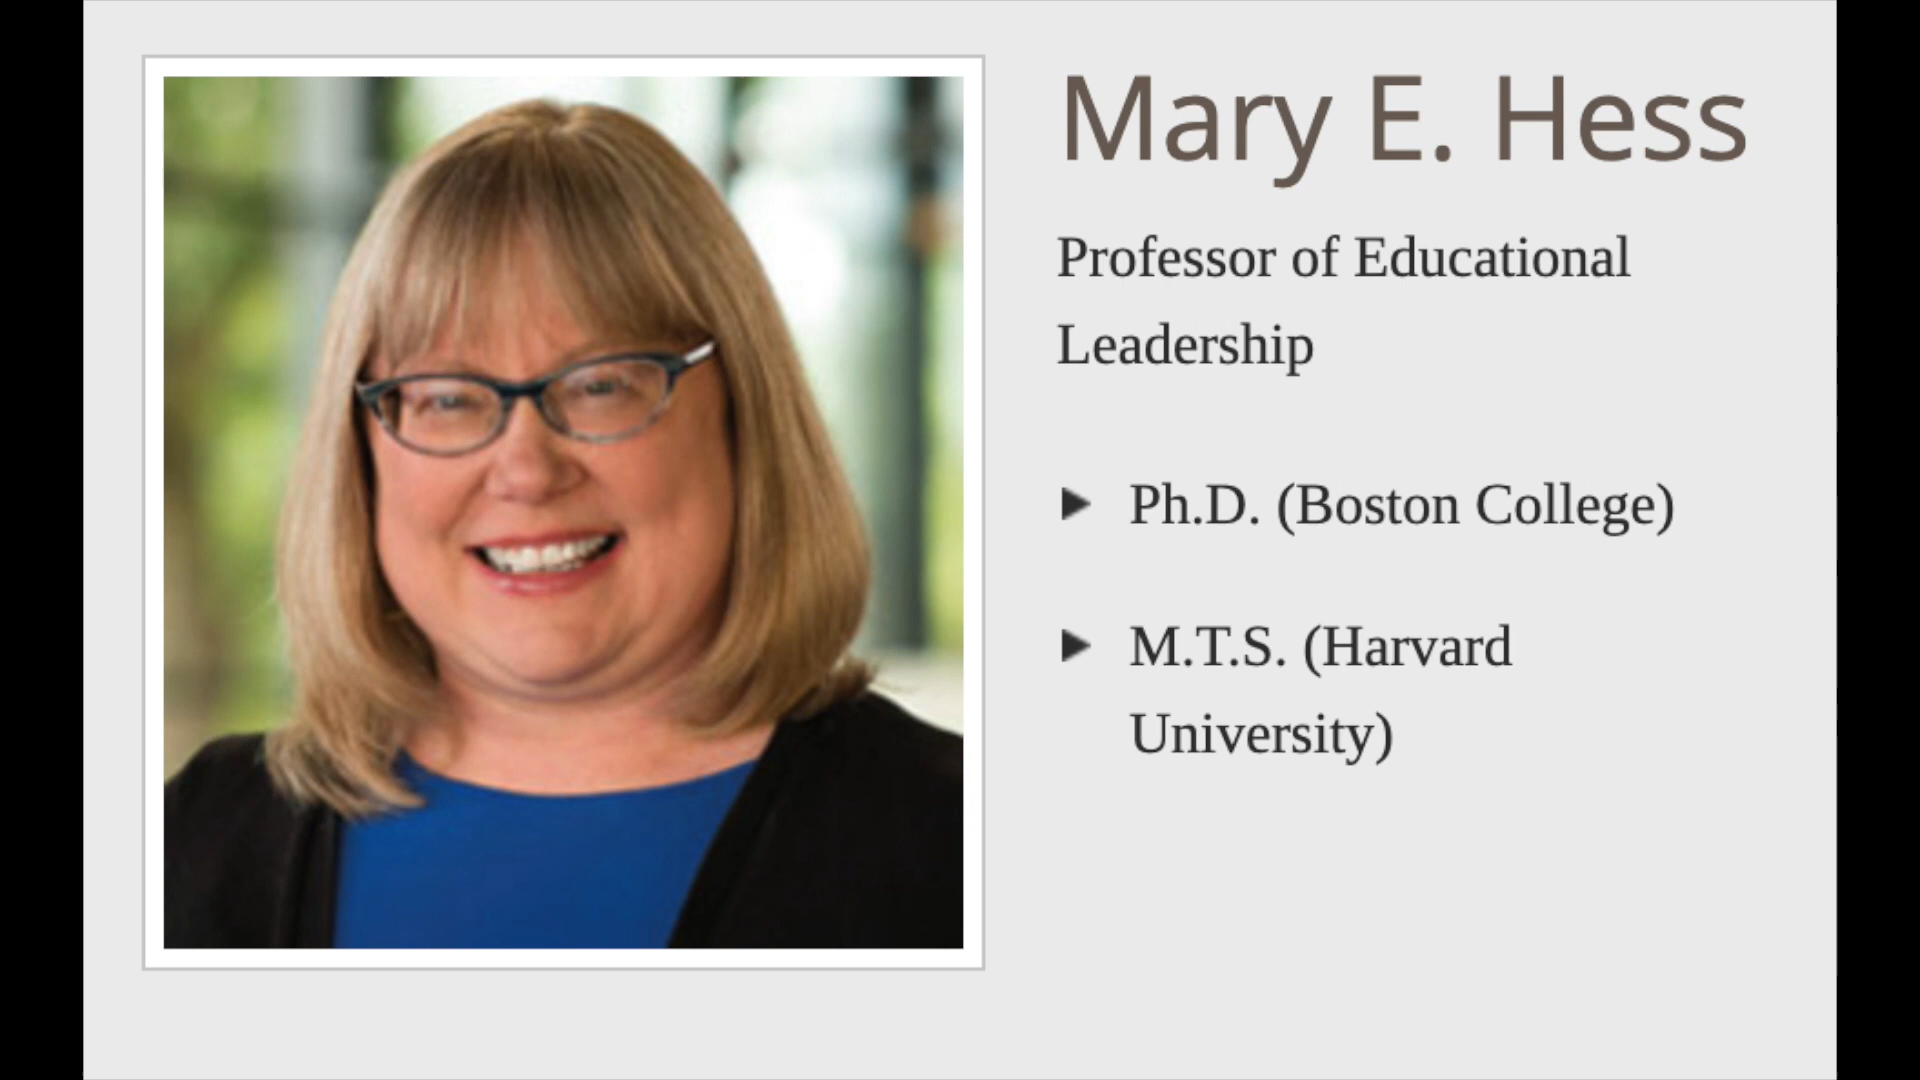 Mary E. Hess
Professor of Educational
Leadership
Ph.D. (Boston College)
M.T.S. (Harvard
University)